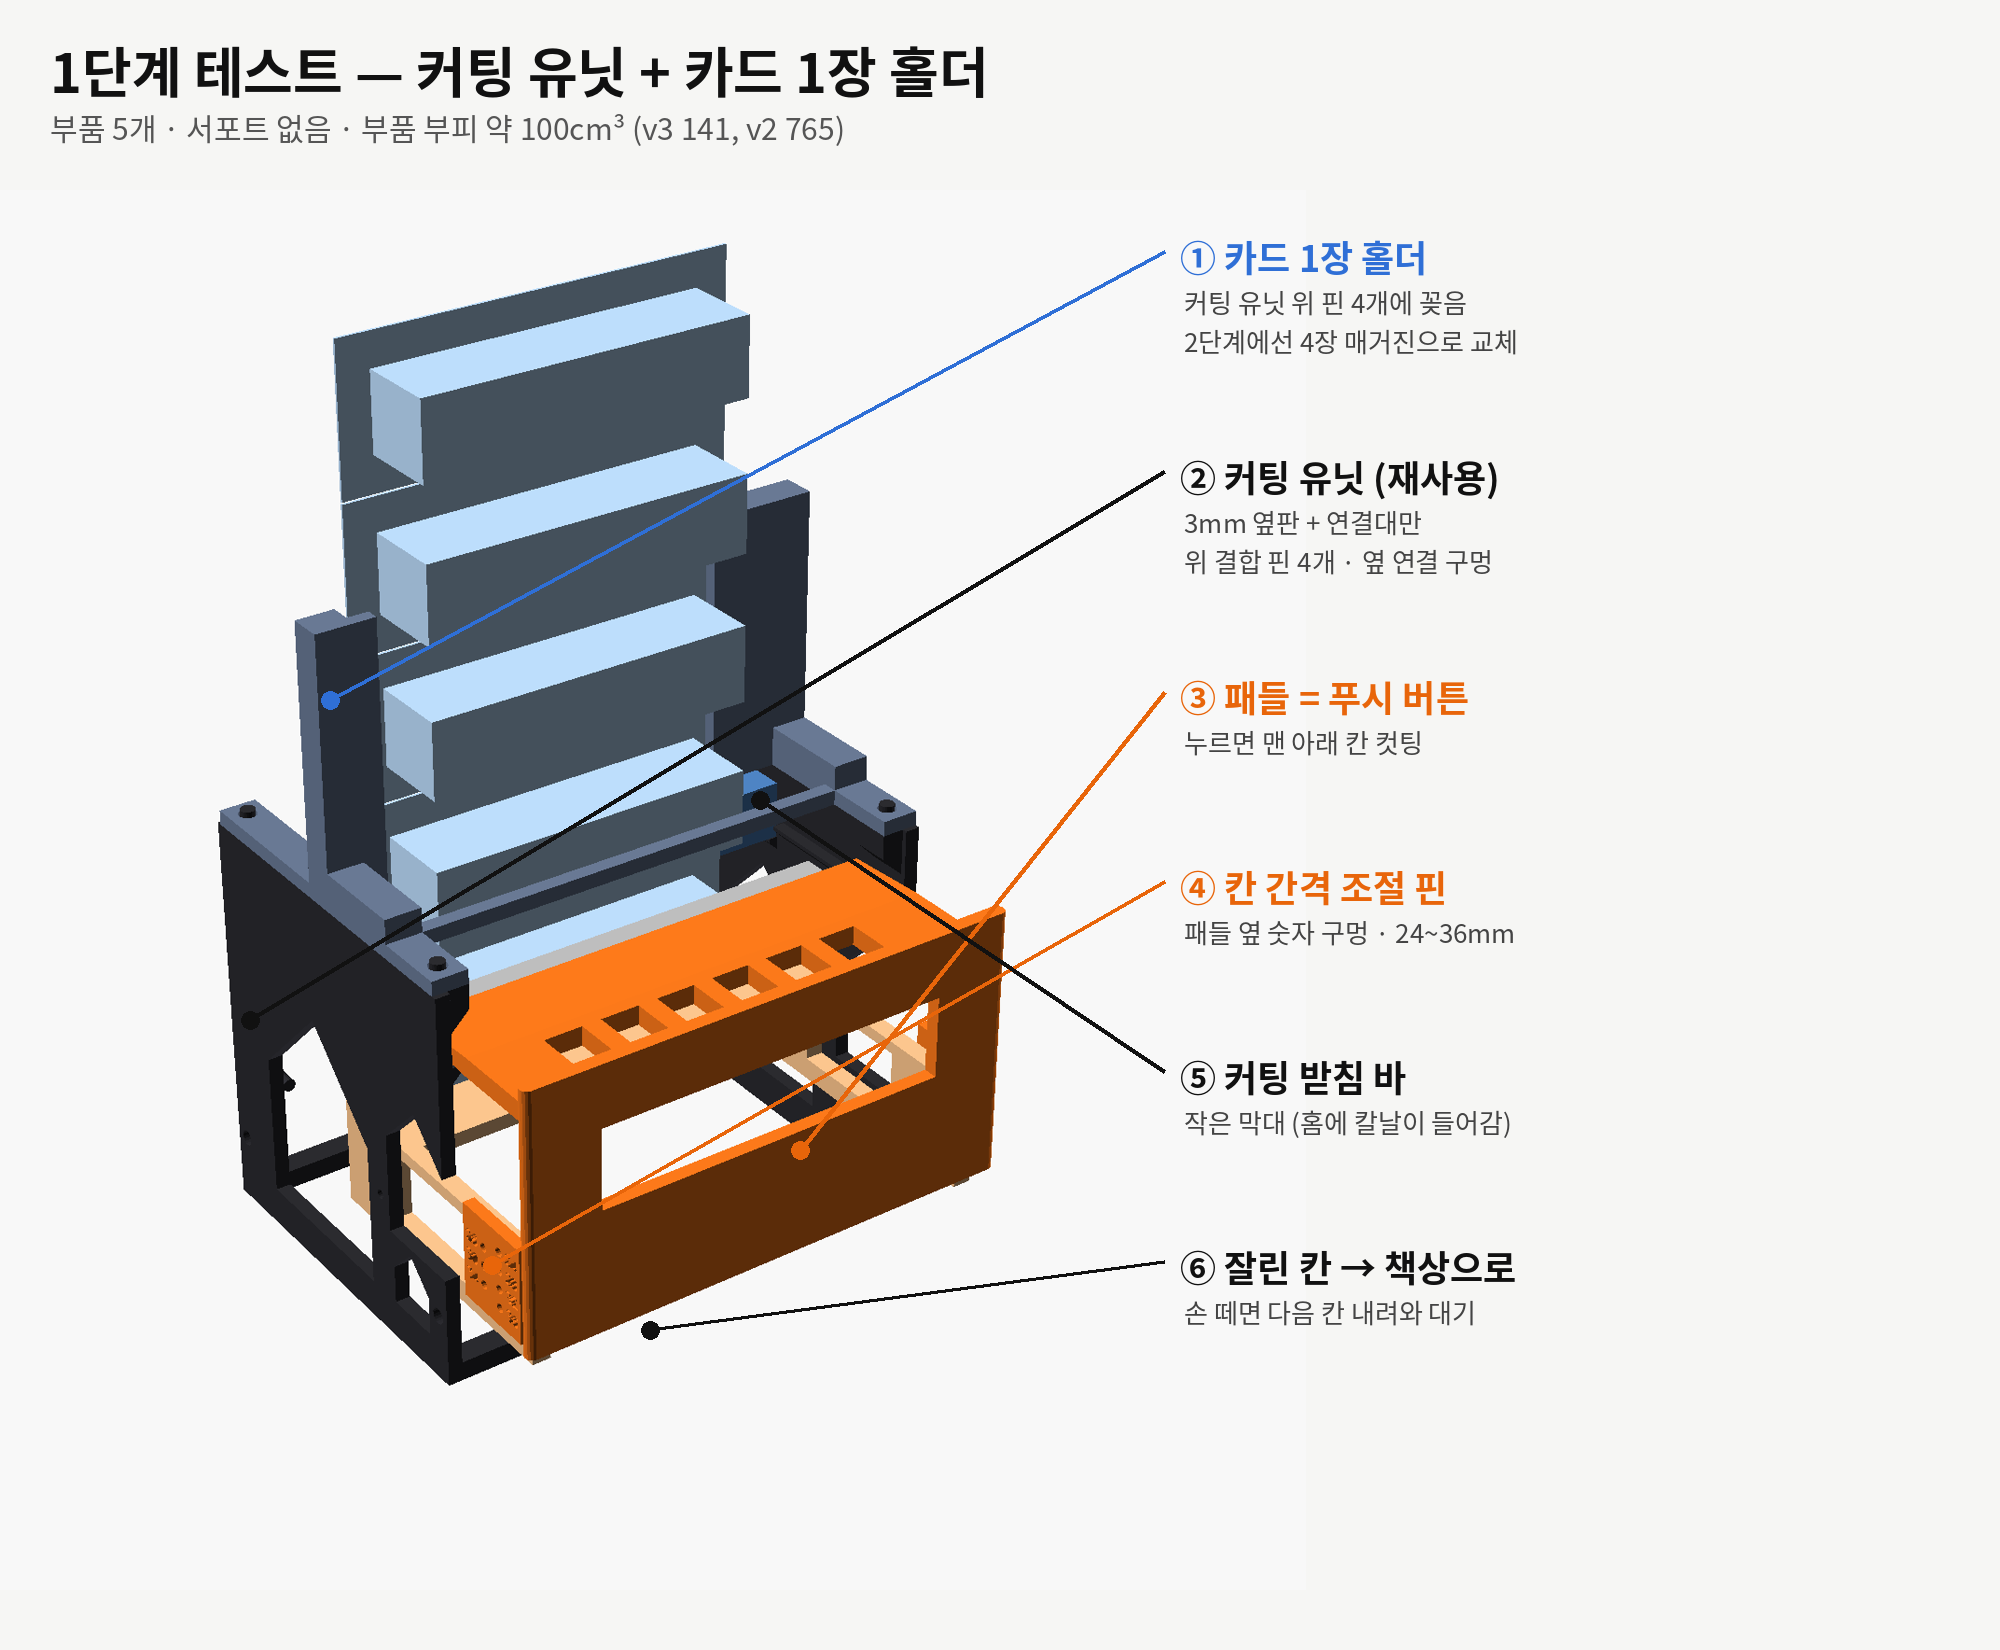 1단계 테스트 — 커팅 유닛 + 카드 1장 홀더
부품 5개 · 서포트 없음 · 부품 부피 약 100cm³ (v3 141, v2 765)
① 카드 1장 홀더
커팅 유닛 위 핀 4개에 꽂음
2단계에선 4장 매거진으로 교체
② 커팅 유닛 (재사용)
3mm 옆판 + 연결대만
위 결합 핀 4개 · 옆 연결 구멍
③ 패들 = 푸시 버튼
누르면 맨 아래 칸 컷팅
④ 칸 간격 조절 핀
패들 옆 숫자 구멍 · 24~36mm
⑤ 커팅 받침 바
작은 막대 (홈에 칼날이 들어감)
⑥ 잘린 칸 → 책상으로
손 떼면 다음 칸 내려와 대기